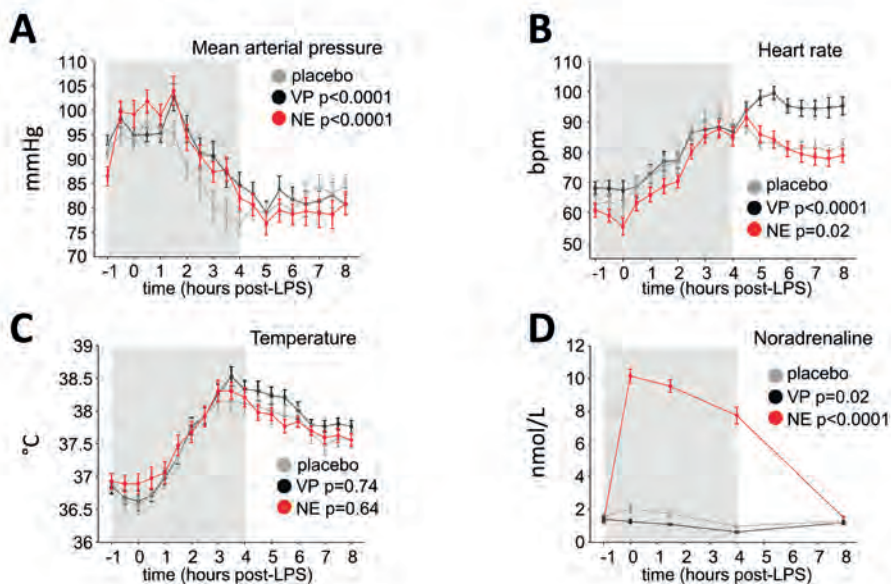 A
Mean arterial pressure
placebo
VP p<0.0001
NE p<0.0001
mmHg
110
105
100
95
90
85
80
75
70
-1 0 1 2 3 4 5 6 7 8
time (hours post-LPS)
B
Heart rate
bpm
110
100
90
80
70
60
50
placebo
VP p<0.0001
NE p=0.02
-1 0 1 2 3 4 5 6 7 8
time (hours post-LPS)
C
Temperature
°C
39
38.5
38
37.5
37
36.5
36
placebo
VP p=0.74
NE p=0.64
-1 0 1 2 3 4 5 6 7 8
time (hours post-LPS)
D
Noradrenaline
nmol/L
12
10
8
6
4
2
0
placebo
VP p=0.02
NE p<0.0001
-1 0 1 2 3 4 5 6 7 8
time (hours post-LPS)